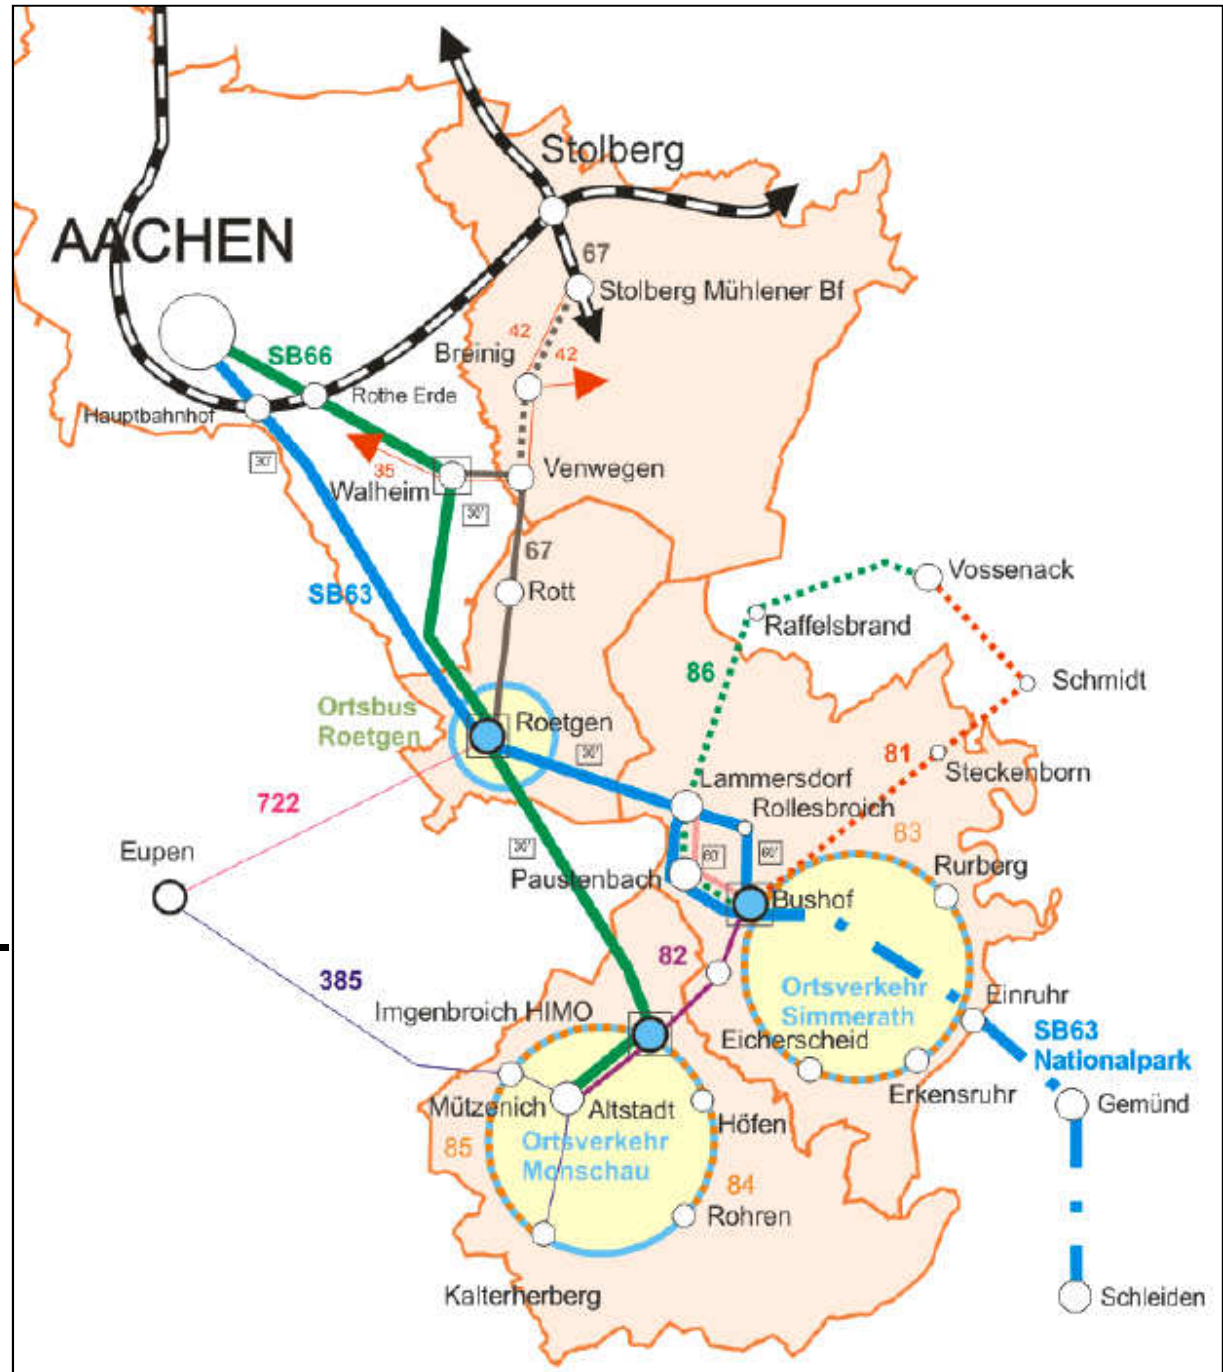 Stolberg
AACHEN
67
Stolberg Mühlener Bf
42
SB66
Breinig
42
Rothe Erde
Hauptbahnhof
30'
35
Walheim
Venwegen
30'
67
SB63
Rott
Vossenack
Raffelsbrand
86
Schmidt
Ortsbus
Roetgen
Roetgen
30'
81
Steckenborn
Lammersdorf
722
Rollesbroich
83
30'
60'
60'
Eupen
Paustenbach
Rurberg
Bushof
82
385
Ortsverkehr
Simmerath
Einruhr
Imgenbroich HIMO
Eicherscheid
SB63
Nationalpark
Erkensruhr
Gemünd
Mützenich
Altstadt
Höfen
85
Ortsverkehr
Monschau
84
Rohren
Kalterherberg
Schleiden